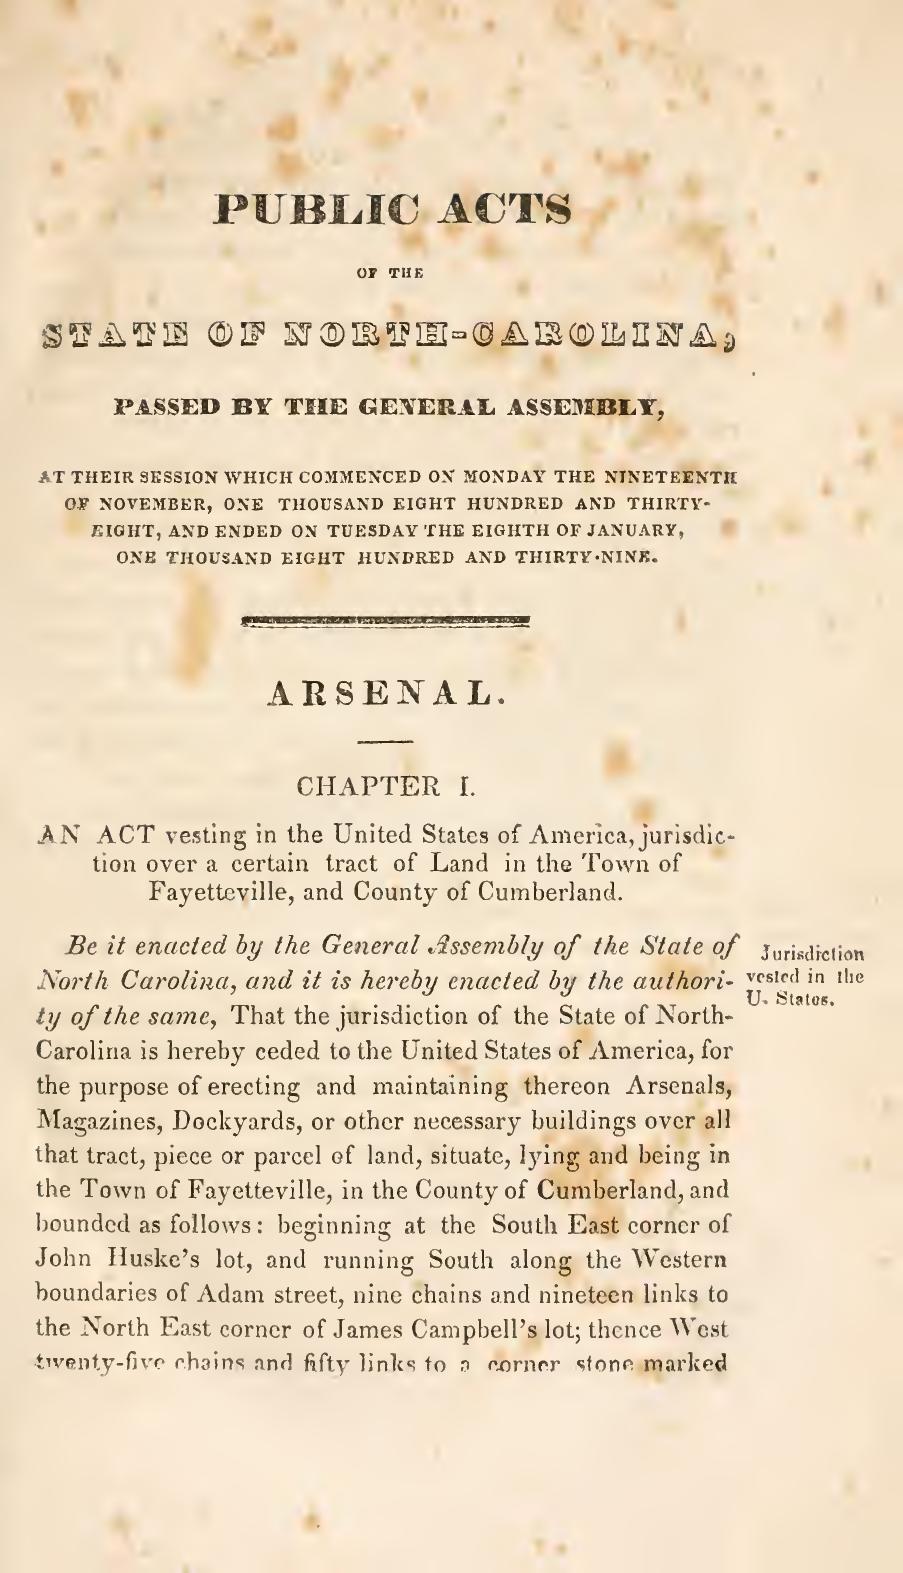 PUBLIC ACTS
OF THE
STATE OF NORTH-CAROLINA,
PASSED BY THE GENERAL ASSEMBLY,
AT THEIR SESSION WHICH COMMENCED ON MONDAY THE NINETEENTH
OF NOVEMBER, ONE THOUSAND EIGHT HUNDRED AND THIRTY-
EIGHT, AND ENDED ON TUESDAY THE EIGHTH OF JANUARY,
ONE THOUSAND EIGHT HUNDRED AND THIRTY-NINE.
ARSENAL.
CHAPTER I.
AN ACT vesting in the United States of America, jurisdic-
tion over a certain tract of Land in the Town of
Fayetteville, and County of Cumberland.
Be it enacted by the General Assembly of the State of
North Carolina, and it is hereby enacted by the authori-
ty of the same, That the jurisdiction of the State of North-
Carolina is hereby ceded to the United States of America, for
the purpose of erecting and maintaining thereon Arsenals,
Magazines, Dockyards, or other necessary buildings over all
that tract, piece or parcel of land, situate, lying and being in
the Town of Fayetteville, in the County of Cumberland, and
bounded as follows: beginning at the South East corner of
John Huske's lot, and running South along the Western
boundaries of Adam street, nine chains and nineteen links to
the North East corner of James Campbell's lot; thence West
twenty-five chains and fifty links to a corner stone marked
Jurisdiction
vested in the
U. States.